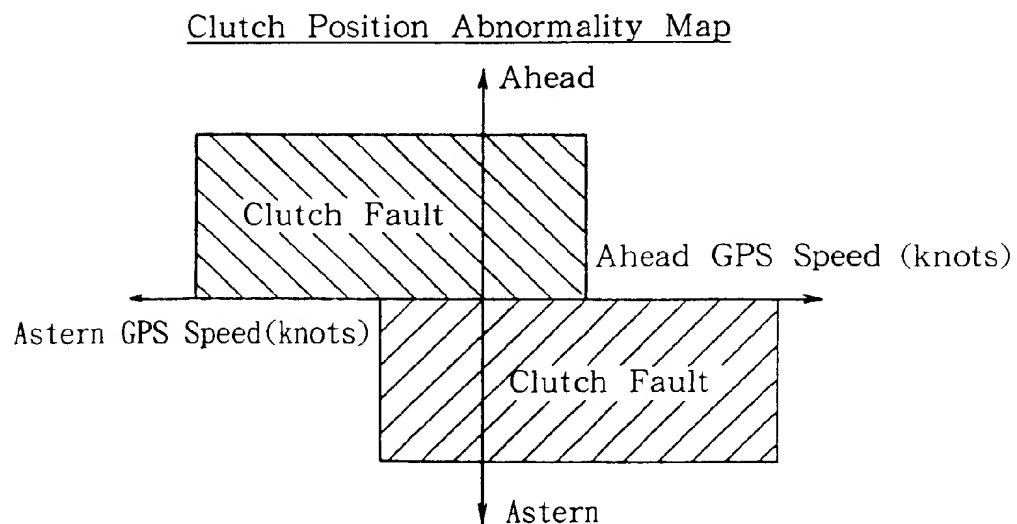 Clutch Position Abnormality Map
Ahead
Clutch Fault
Ahead GPS Speed (knots)
Astern GPS Speed(knots)
Clutch Fault
Astern